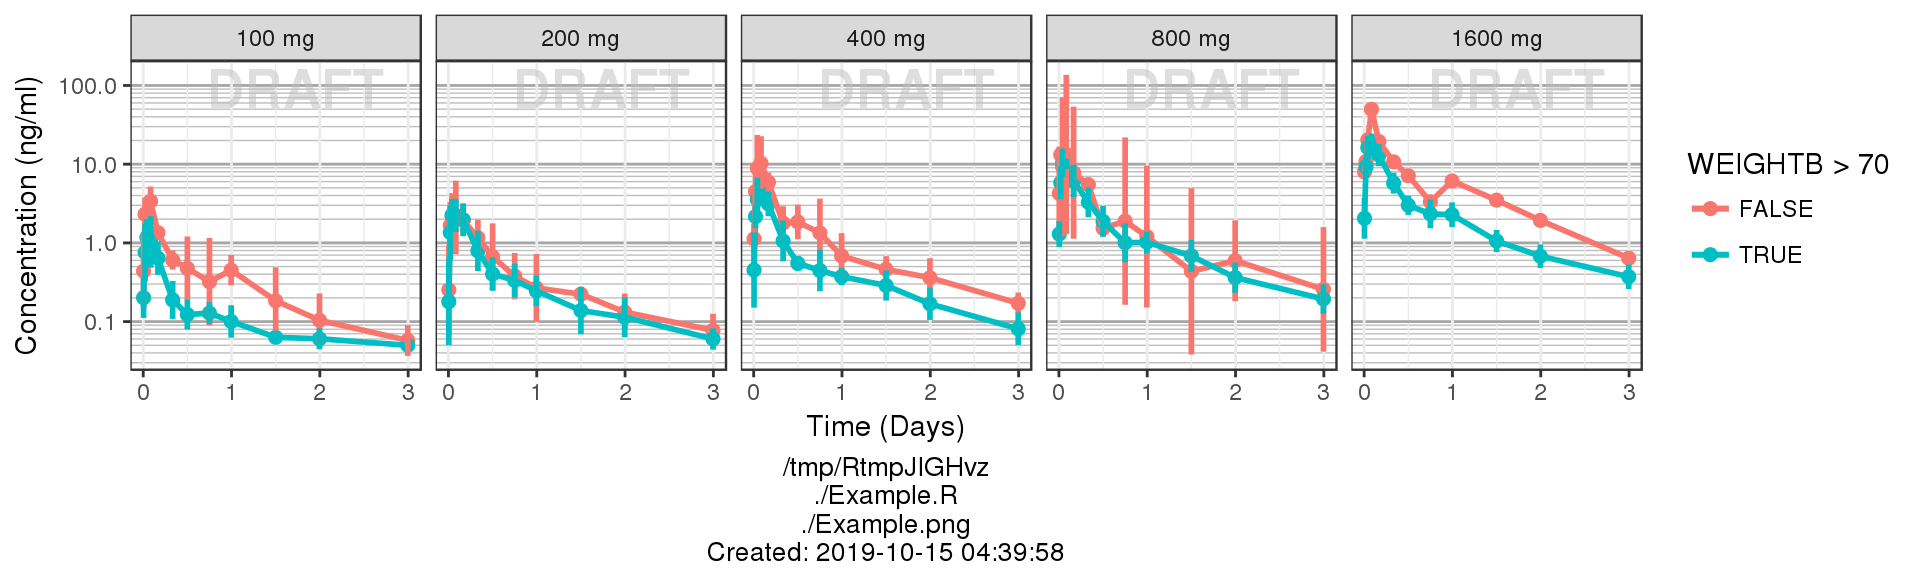 100 mg 200 mg 400 mg 800 mg 1600 mg
DRAFT DRAFT DRAFT DRAFT DRAFT
Concentration (ng/ml)
100.0
10.0
1.0
0.1
0 1 2 3 0 1 2 3 0 1 2 3 0 1 2 3 0 1 2 3
Time (Days)
WEIGHTB > 70
FALSE
TRUE
/tmp/RtmpJIGHvz
./Example.R
./Example.png
Created: 2019-10-15 04:39:58